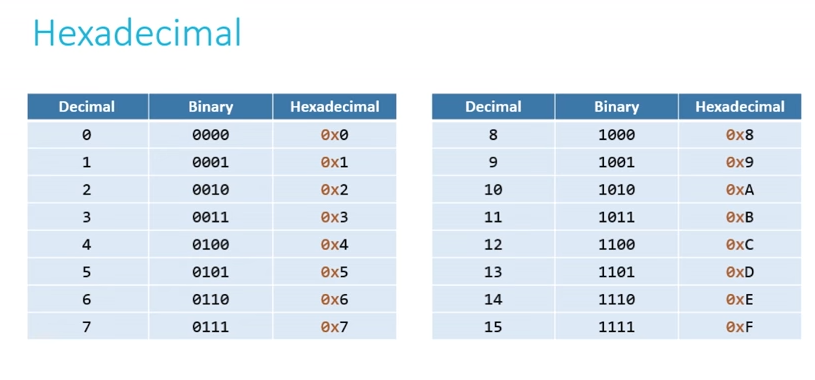 Hexadecimal
Decimal Binary Hexadecimal
0 0000 0x0
1 0001 0x1
2 0010 0x2
3 0011 0x3
4 0100 0x4
5 0101 0x5
6 0110 0x6
7 0111 0x7
Decimal Binary Hexadecimal
8 1000 0x8
9 1001 0x9
10 1010 0xA
11 1011 0xB
12 1100 0xC
13 1101 0xD
14 1110 0xE
15 1111 0xF